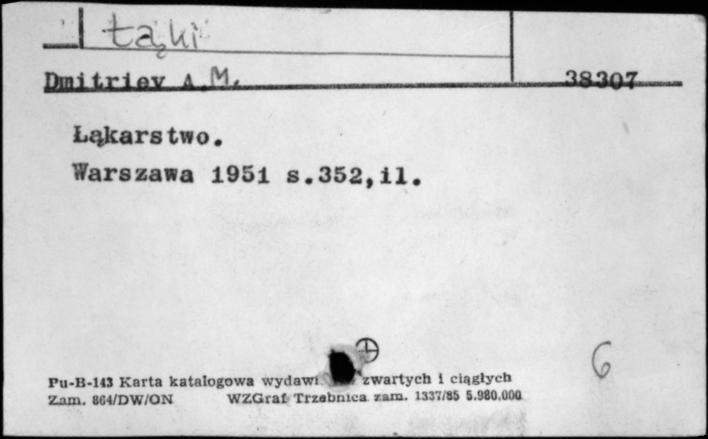 Łąki
Dmitriev A.M. 38307
Łąkarstwo.
Warszawa 1951 s.352,il.
6
Pu-B-143 Karta katalogowa wydawn. zwartych i ciągłych
Zam. 864/DW/ON WZGraf Trzebnica zam. 1337/85 5.980.000